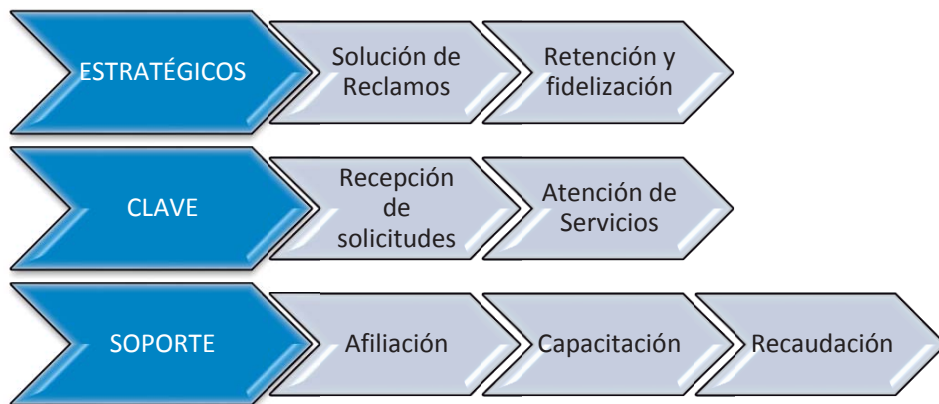 ESTRATÉGICOS
Solución de
Reclamos
Retención y
fidelización
CLAVE
Recepción
de
solicitudes
Atención de
Servicios
SOPORTE
Afiliación
Capacitación
Recaudación